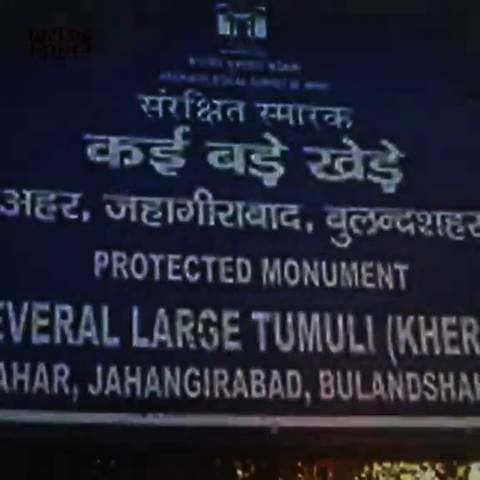 संरक्षित स्मारक
कई बड़े खेड़े
अहर, जहागीराबाद, बुलन्दशहर
PROTECTED MONUMENT
EVERAL LARGE TUMULI (KHER
AHAR, JAHANGIRABAD, BULANDSHA